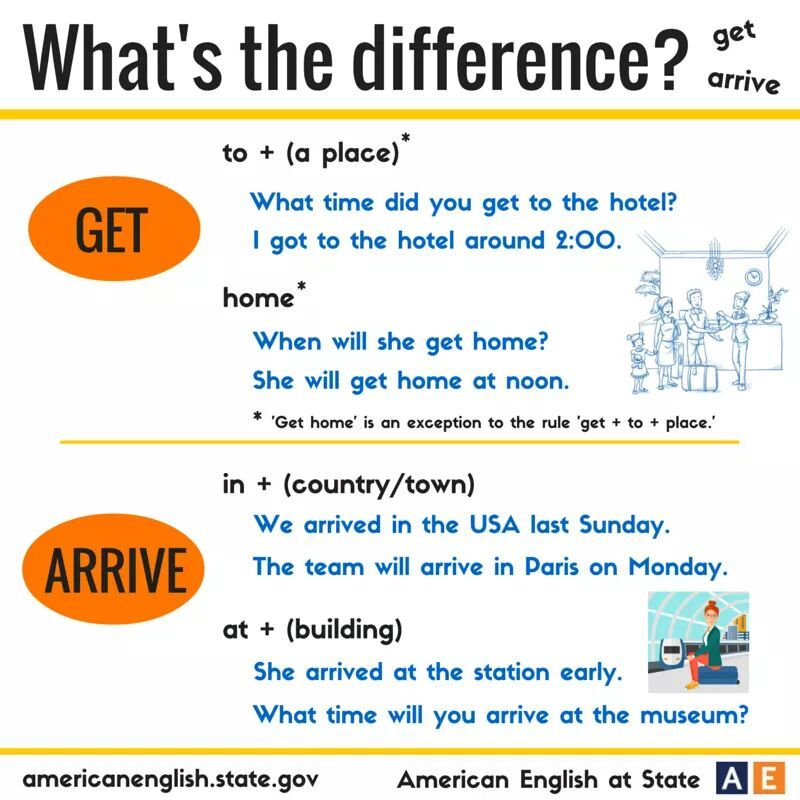 What's the difference?
get
arrive
GET
to + (a place)*
What time did you get to the hotel?
I got to the hotel around 2:00.
home*
When will she get home?
She will get home at noon.
* 'Get home' is an exception to the rule 'get + to + place.'
ARRIVE
in + (country/town)
We arrived in the USA last Sunday.
The team will arrive in Paris on Monday.
at + (building)
She arrived at the station early.
What time will you arrive at the museum?
americanenglish.state.gov
American English at State
A E